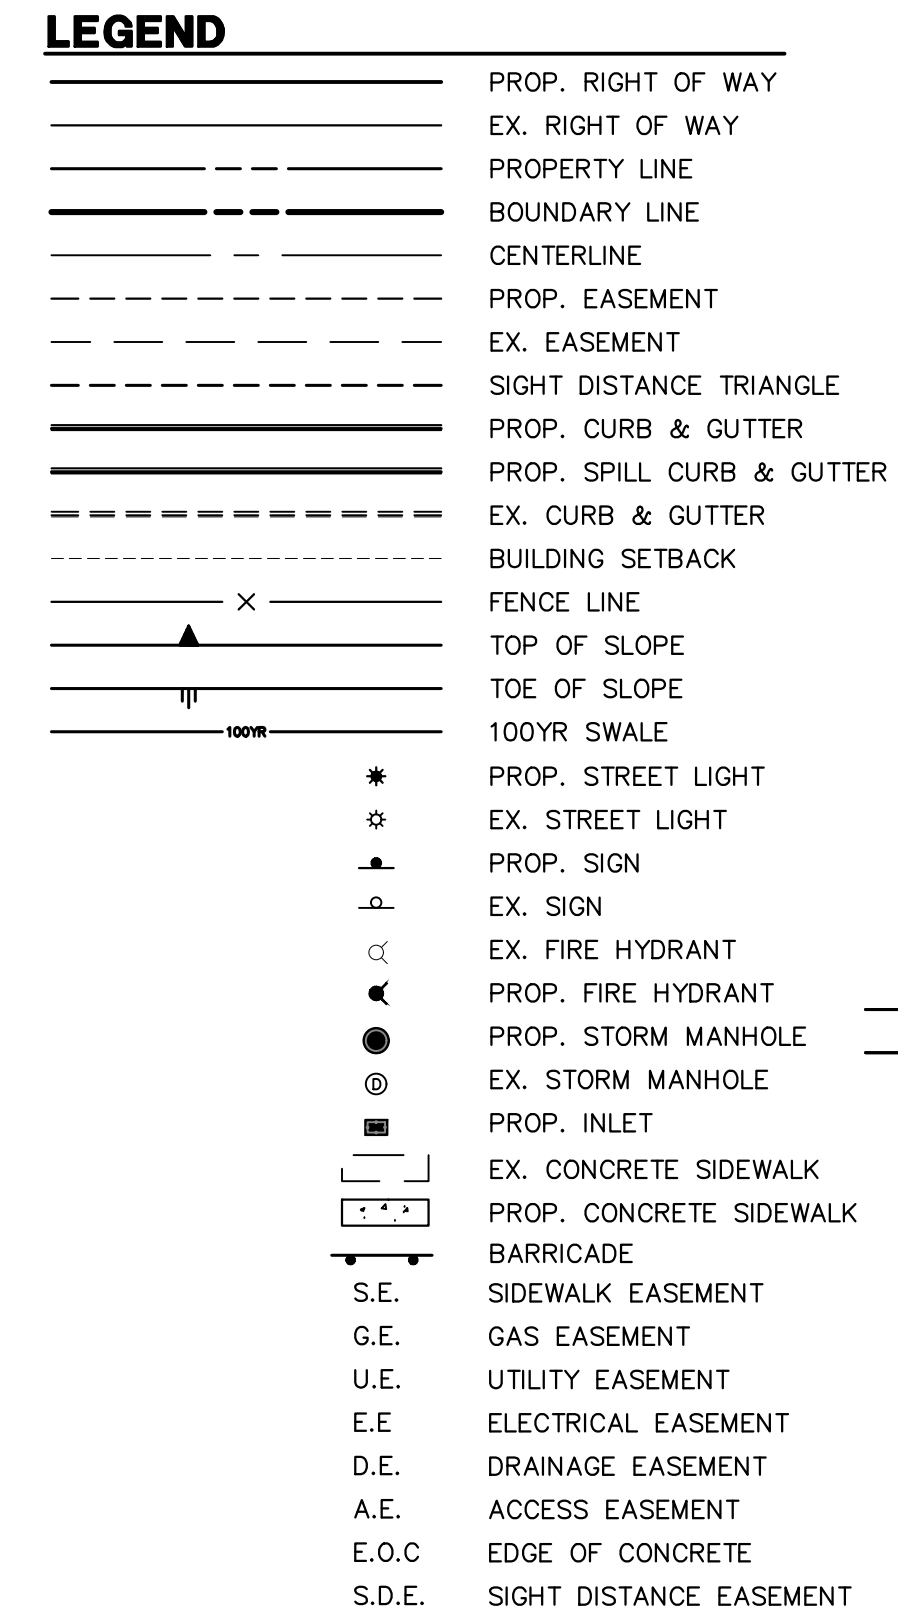 LEGEND
PROP. RIGHT OF WAY
EX. RIGHT OF WAY
PROPERTY LINE
BOUNDARY LINE
CENTERLINE
PROP. EASEMENT
EX. EASEMENT
SIGHT DISTANCE TRIANGLE
PROP. CURB & GUTTER
PROP. SPILL CURB & GUTTER
EX. CURB & GUTTER
BUILDING SETBACK
FENCE LINE
TOP OF SLOPE
TOE OF SLOPE
100YR 100YR SWALE
PROP. STREET LIGHT
EX. STREET LIGHT
PROP. SIGN
EX. SIGN
EX. FIRE HYDRANT
PROP. FIRE HYDRANT
PROP. STORM MANHOLE
D EX. STORM MANHOLE
PROP. INLET
EX. CONCRETE SIDEWALK
PROP. CONCRETE SIDEWALK
BARRICADE
S.E. SIDEWALK EASEMENT
G.E. GAS EASEMENT
U.E. UTILITY EASEMENT
E.E ELECTRICAL EASEMENT
D.E. DRAINAGE EASEMENT
A.E. ACCESS EASEMENT
E.O.C EDGE OF CONCRETE
S.D.E. SIGHT DISTANCE EASEMENT